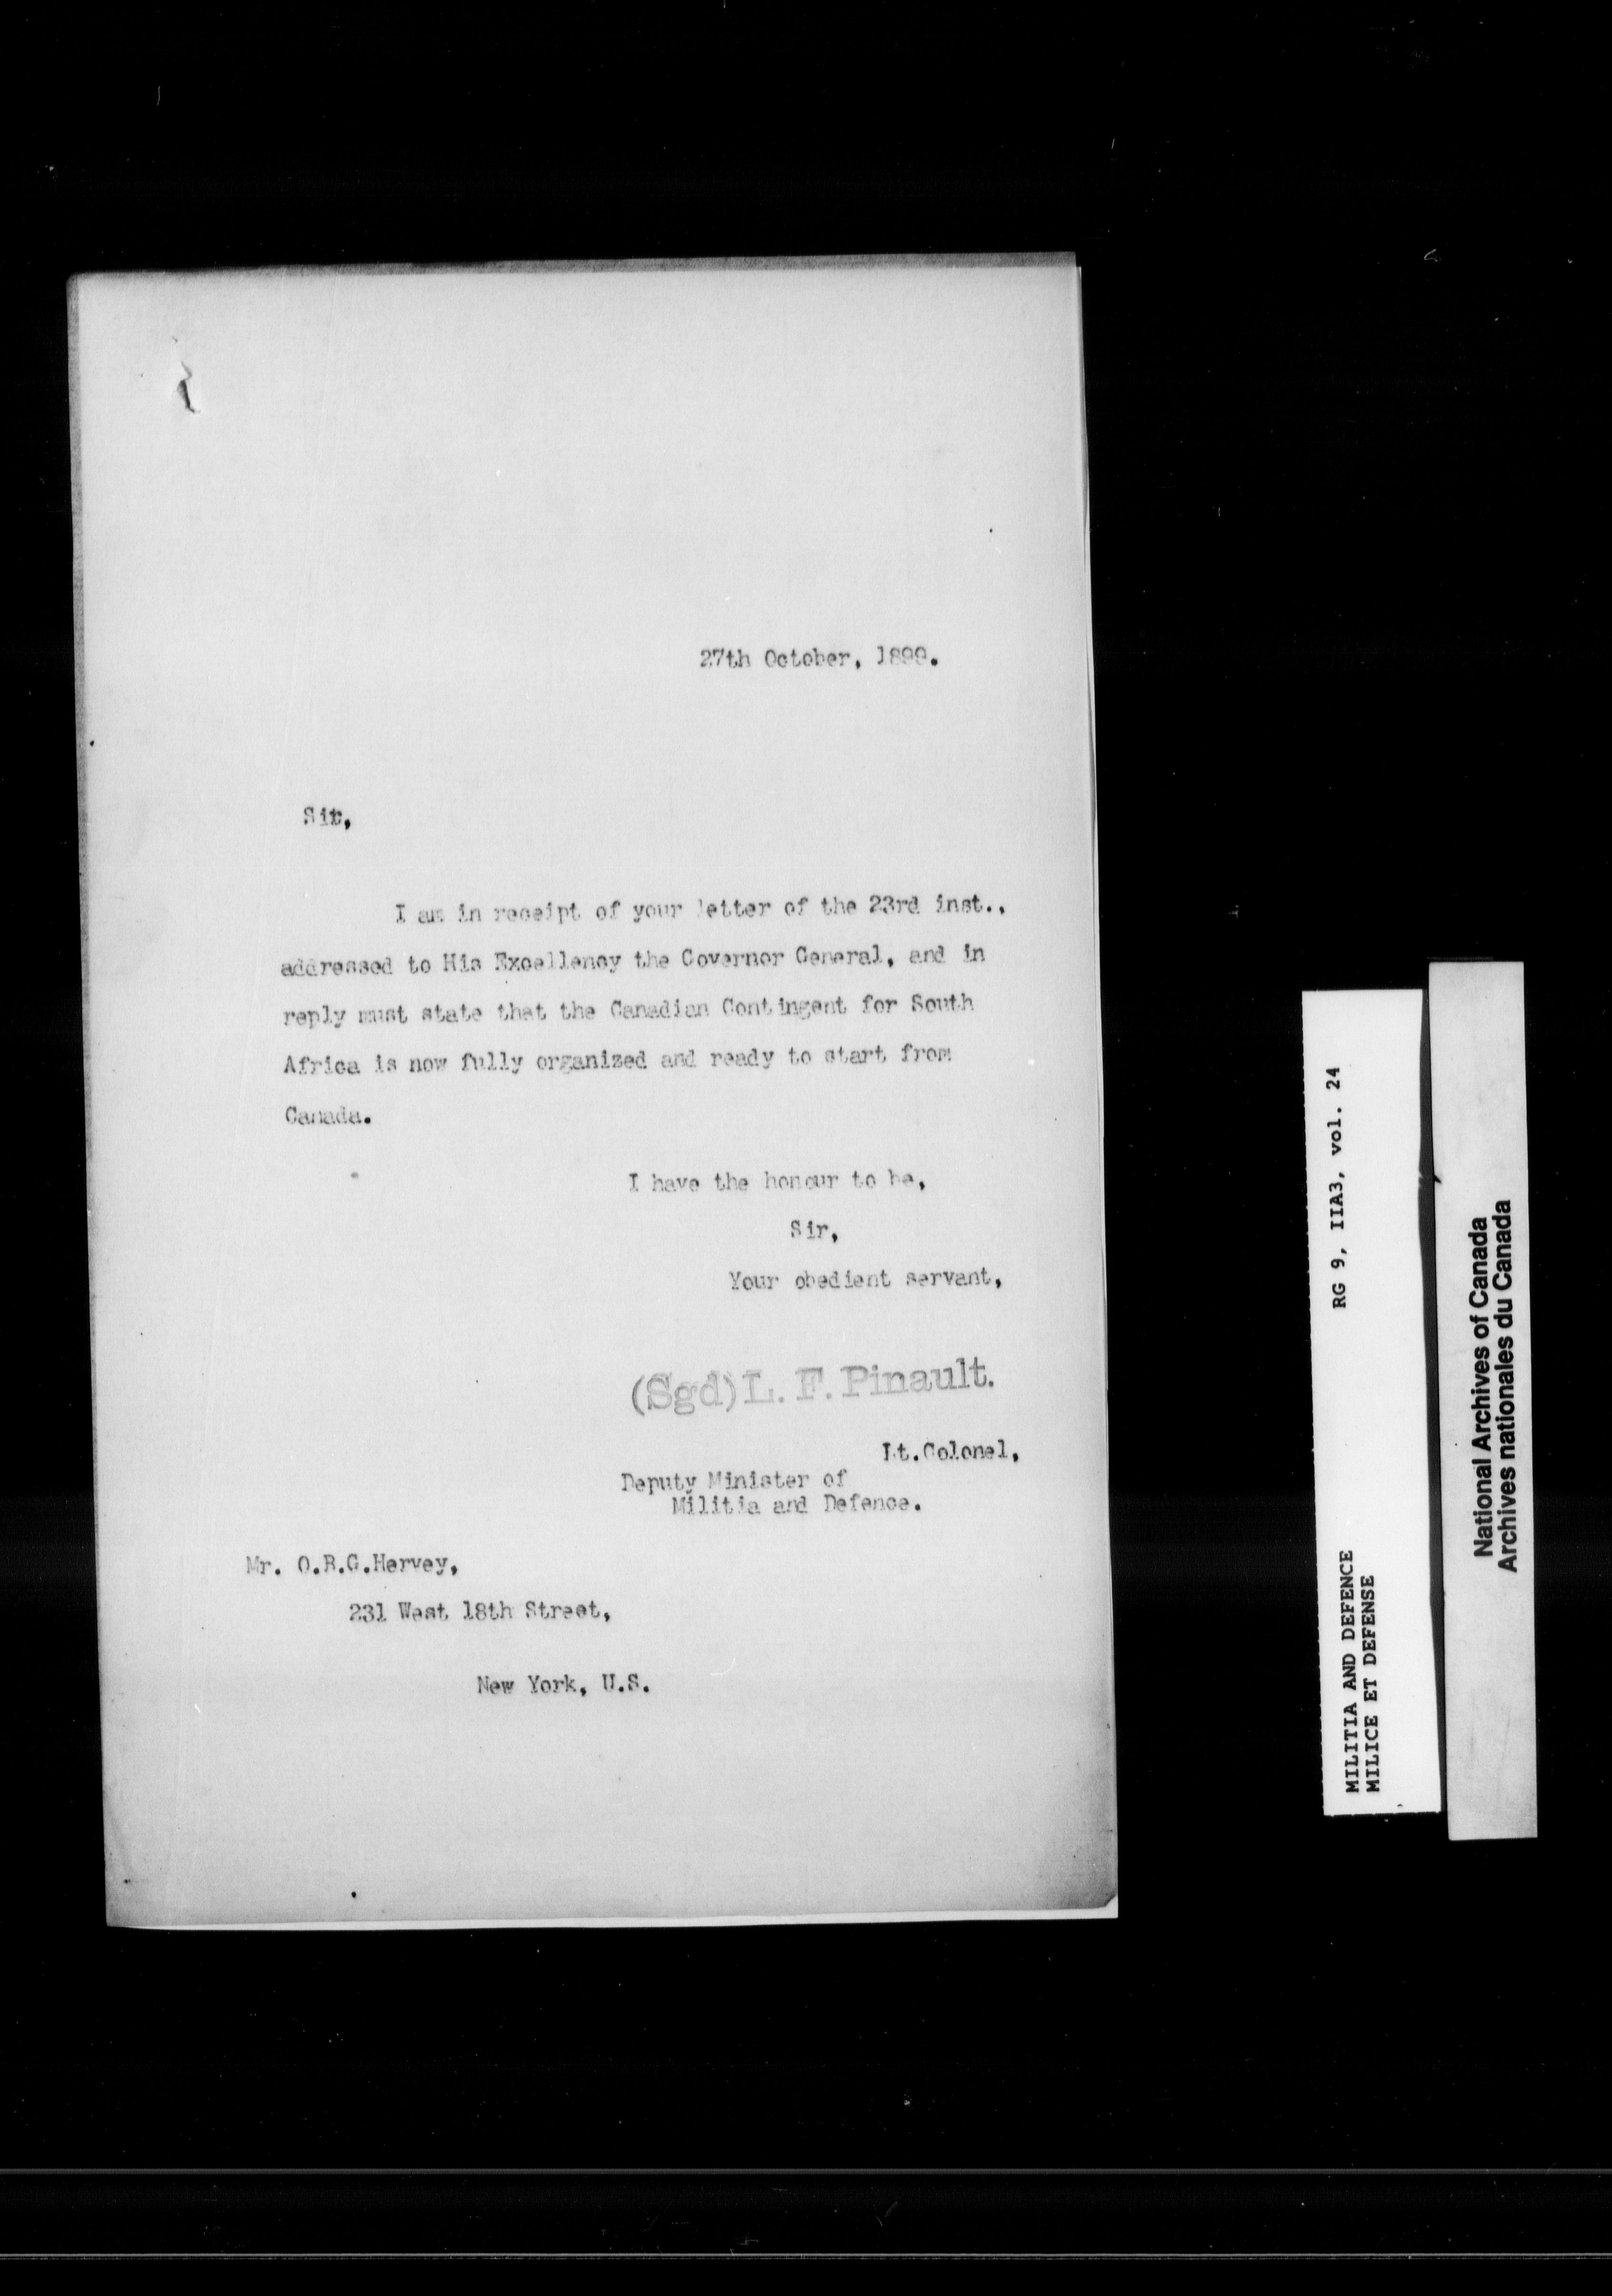 27th October, 1899.
Sir,
I am in receipt of your letter of the 23rd inst.,
addressed to His Excellency the Governor General, and in
reply must state that the Canadian Contingent for South
Africa is now fully organized and ready to start from
Canada.
I have the honour to be,
Sir,
Your obedient servant,
(Sgd) L. F. Pinault.
Lt.Colonel,
Deputy Minister of
Militia and Defence.
Mr. O.B.G.Hervey,
231 West 18th Street,
New York, U.S.
MILITIA AND DEFENCE RG 9, IIA3, vol. 24
MILICE ET DEFENSE
National Archives of Canada
Archives nationales du Canada